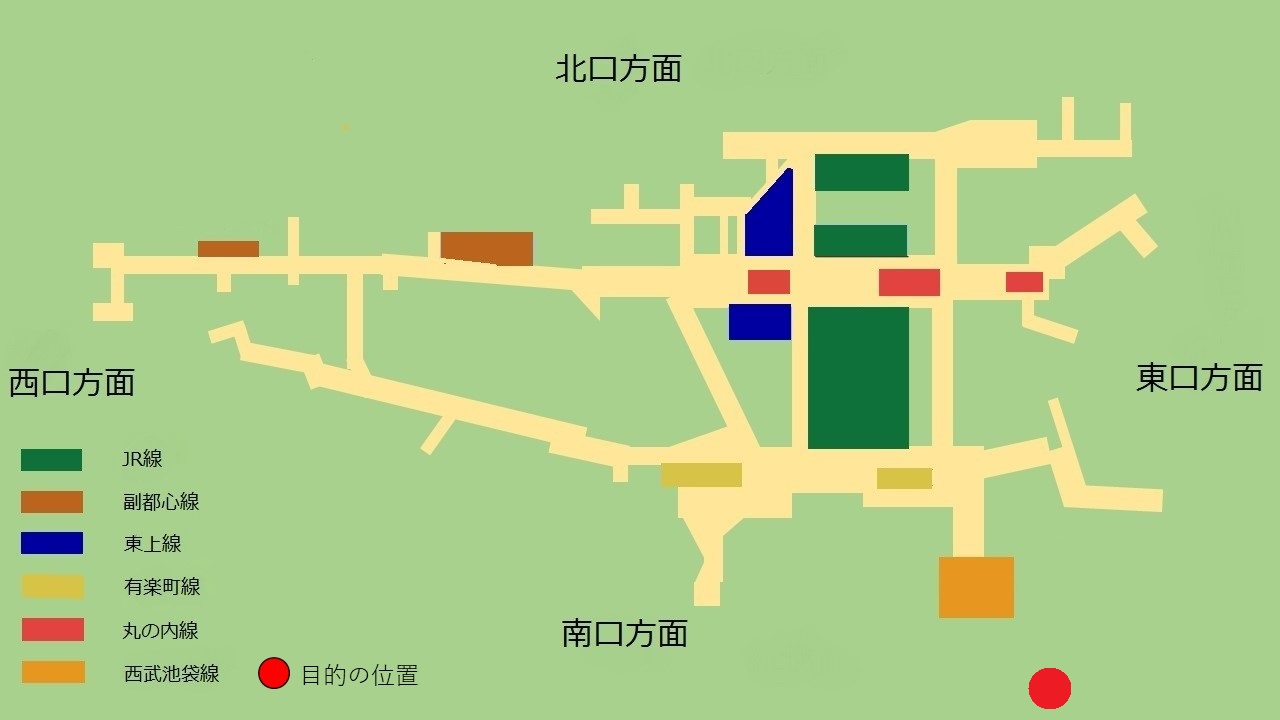 北口方面
西口方面
東口方面
JR線
副都心線
東上線
有楽町線
丸の内線
西武池袋線
目的の位置
南口方面